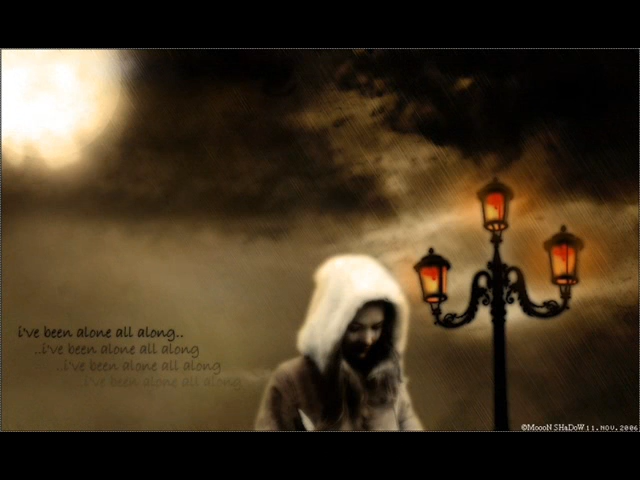 i've been alone all along..
..i've been alone all along
..i've been alone all along
..i've been alone all along
©MoooN SHaDoW 11.NOV.2006